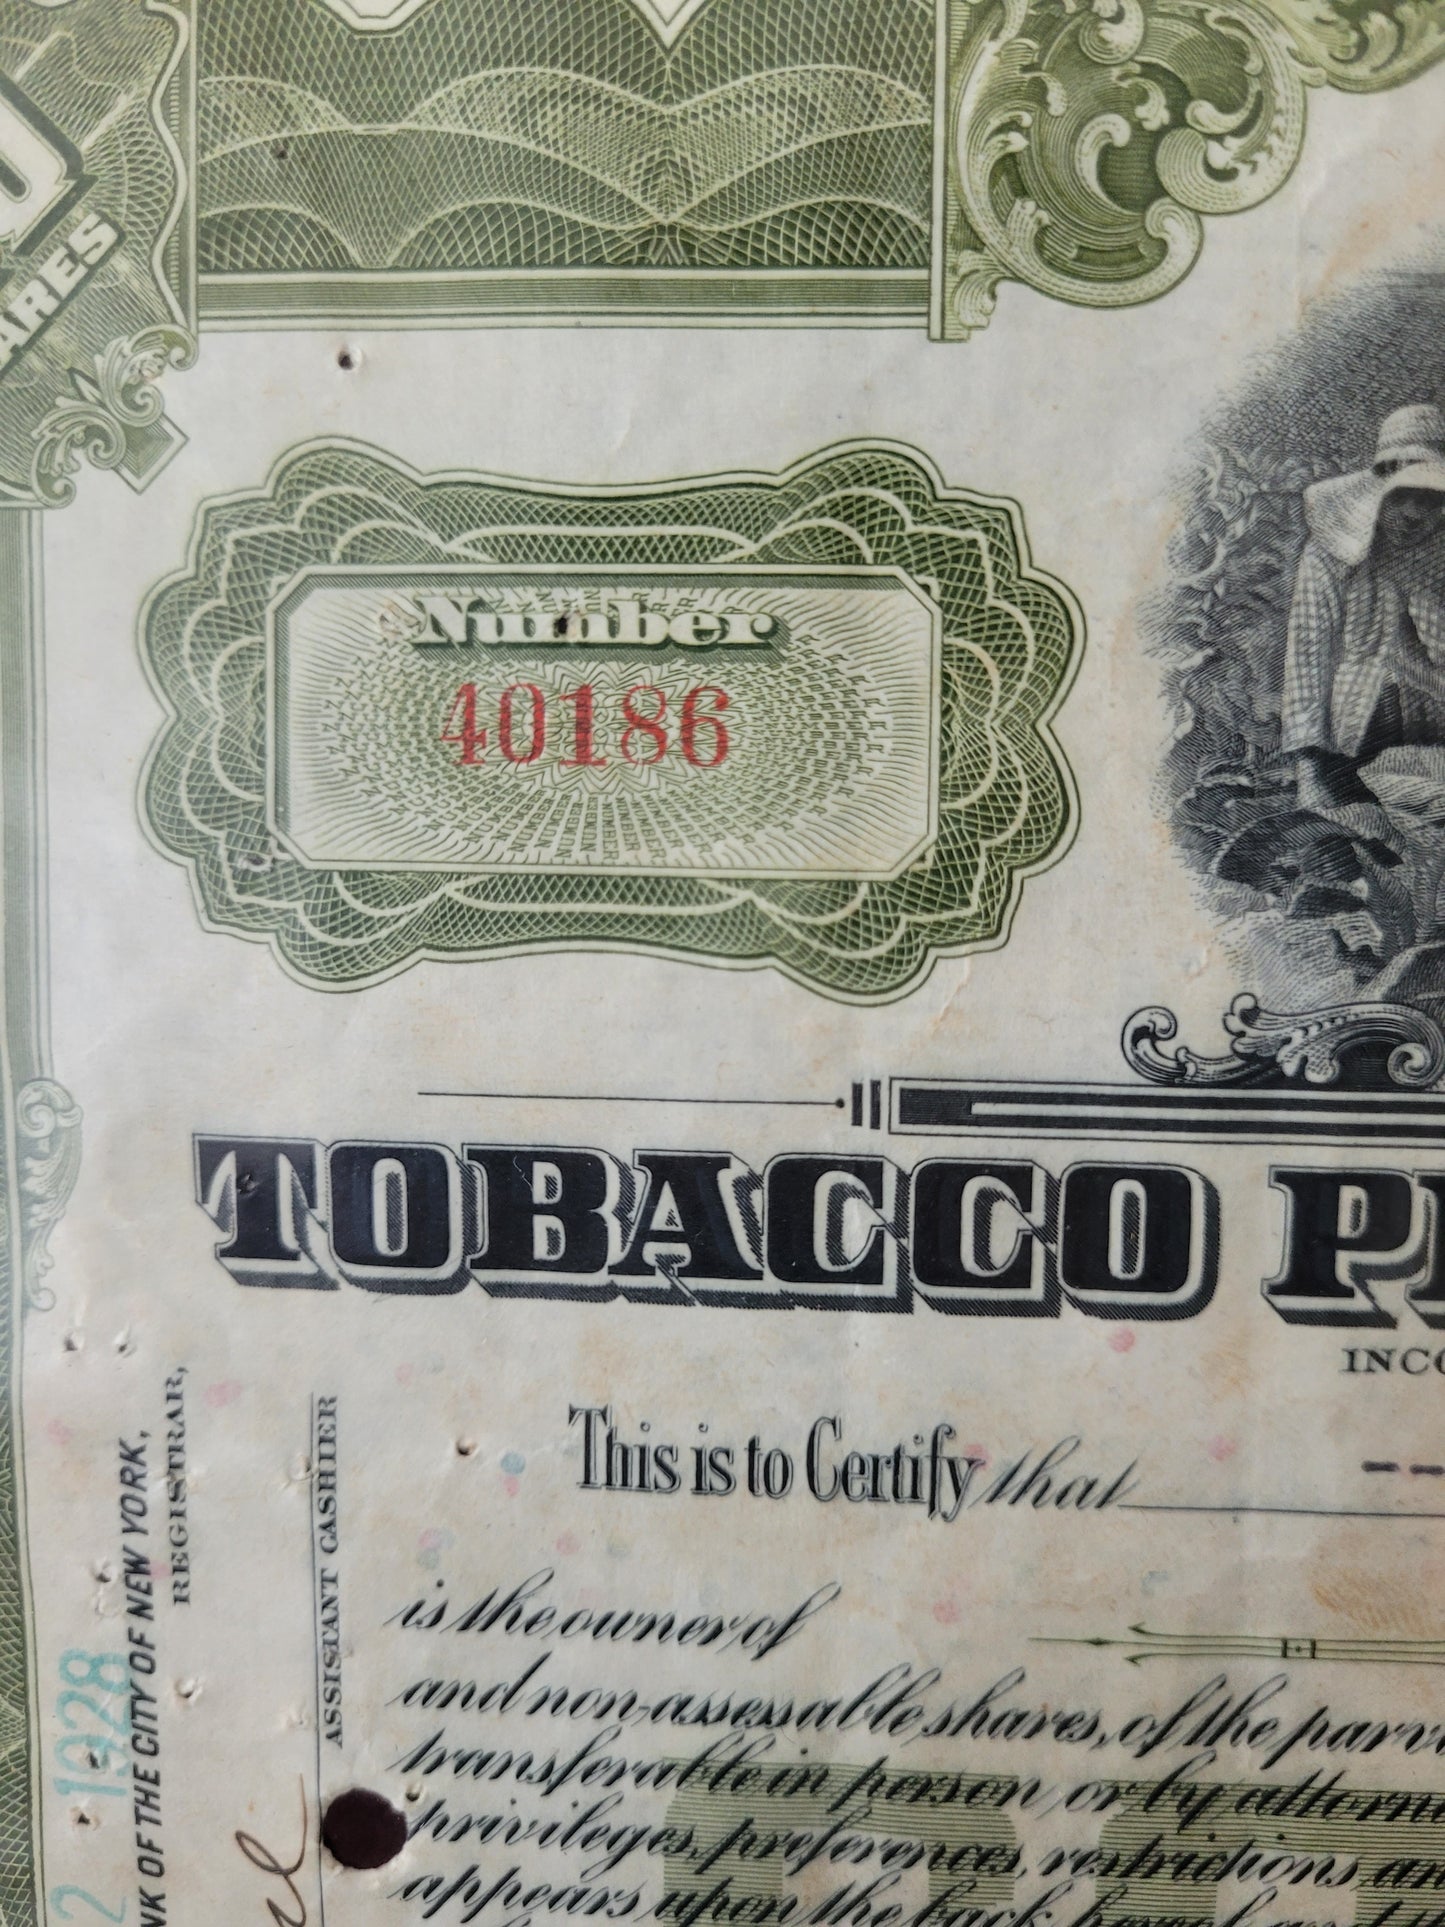 ARES
Number
40186
TOBACCO P
INCO
This is to Certify that
is the owner of
and non-assessable shares, of the par v
transferable in person, or by attorn
privileges, preferences, restrictions an
appears upon the back hereof
2 1928
NK OF THE CITY OF NEW YORK,
REGISTRAR,
ASSISTANT CASHIER